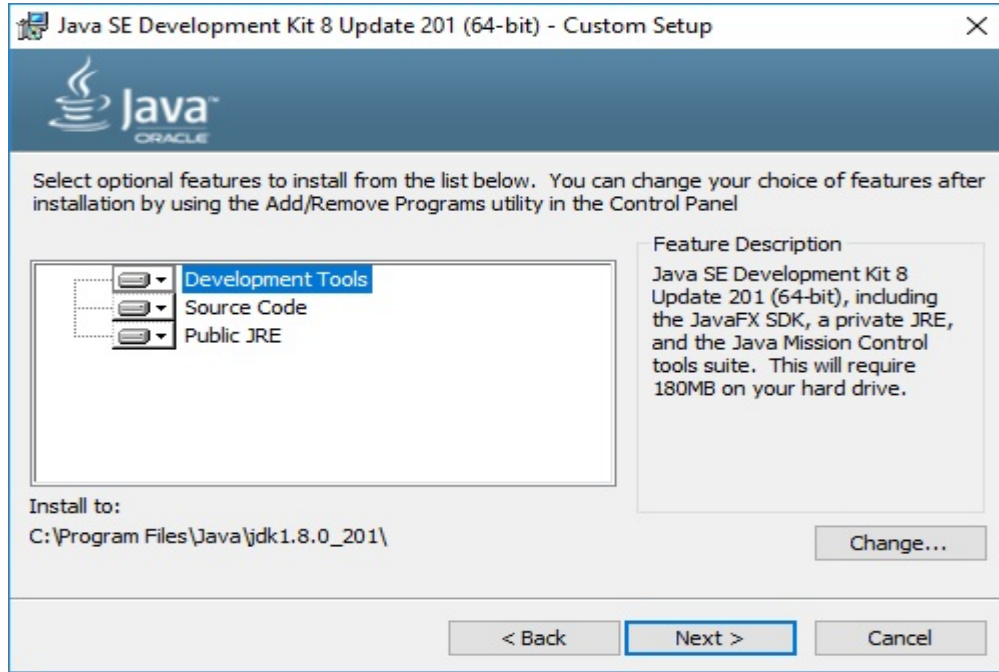 Java SE Development Kit 8 Update 201 (64-bit) - Custom Setup
Java™
ORACLE
Select optional features to install from the list below.  You can change your choice of features after
installation by using the Add/Remove Programs utility in the Control Panel
Development Tools
Source Code
Public JRE
Feature Description
Java SE Development Kit 8
Update 201 (64-bit), including
the JavaFX SDK, a private JRE,
and the Java Mission Control
tools suite.  This will require
180MB on your hard drive.
Install to:
C:\Program Files\Java\jdk1.8.0_201\
Change...
< Back
Next >
Cancel